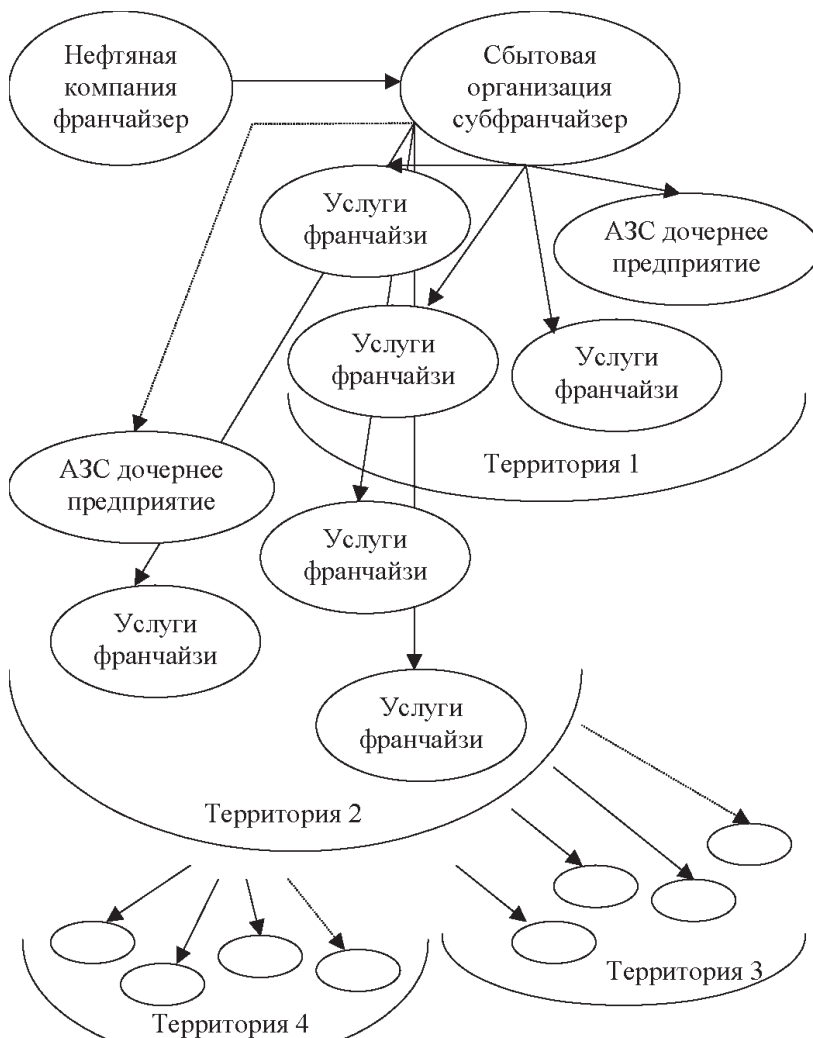 Нефтяная
компания
франчайзер
Сбытовая
организация
субфранчайзер
Услуги
франчайзи
АЗС дочернее
предприятие
Услуги
франчайзи
Услуги
франчайзи
Территория 1
АЗС дочернее
предприятие
Услуги
франчайзи
Услуги
франчайзи
Услуги
франчайзи
Территория 2
Территория 3
Территория 4